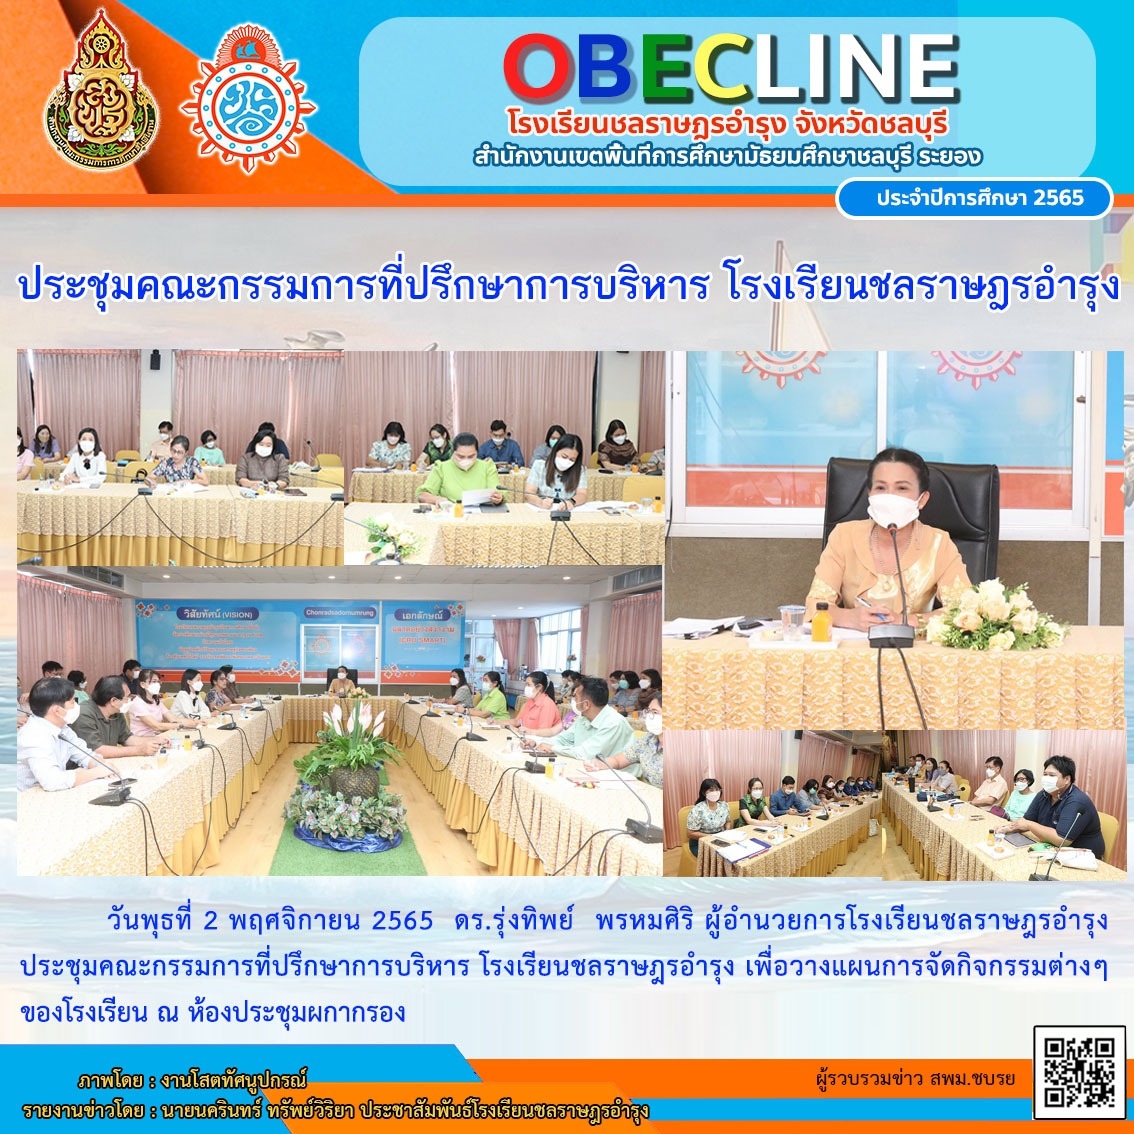 OBECLINE
โรงเรียนชลราษฎรอำรุง จังหวัดชลบุรี
สำนักงานเขตพื้นที่การศึกษามัธยมศึกษาชลบุรี ระยอง
ประจำปีการศึกษา 2565
ประชุมคณะกรรมการที่ปรึกษาการบริหาร โรงเรียนชลราษฎรอำรุง
วิสัยทัศน์ (VISION)
Chonradsadornumrung
เอกลักษณ์
วันพุธที่ 2 พฤศจิกายน 2565 ดร.รุ่งทิพย์ พรหมศิริ ผู้อำนวยการโรงเรียนชลราษฎรอำรุง
ประชุมคณะกรรมการที่ปรึกษาการบริหาร โรงเรียนชลราษฎรอำรุง เพื่อวางแผนการจัดกิจกรรมต่างๆ
ของโรงเรียน ณ ห้องประชุมผกากรอง
ภาพโดย : งานโสตทัศนูปกรณ์
รายงานข่าวโดย : นายนครินทร์ ทรัพย์วิริยา ประชาสัมพันธ์โรงเรียนชลราษฎรอำรุง
ผู้รวบรวมข่าว สพม.ชบรย